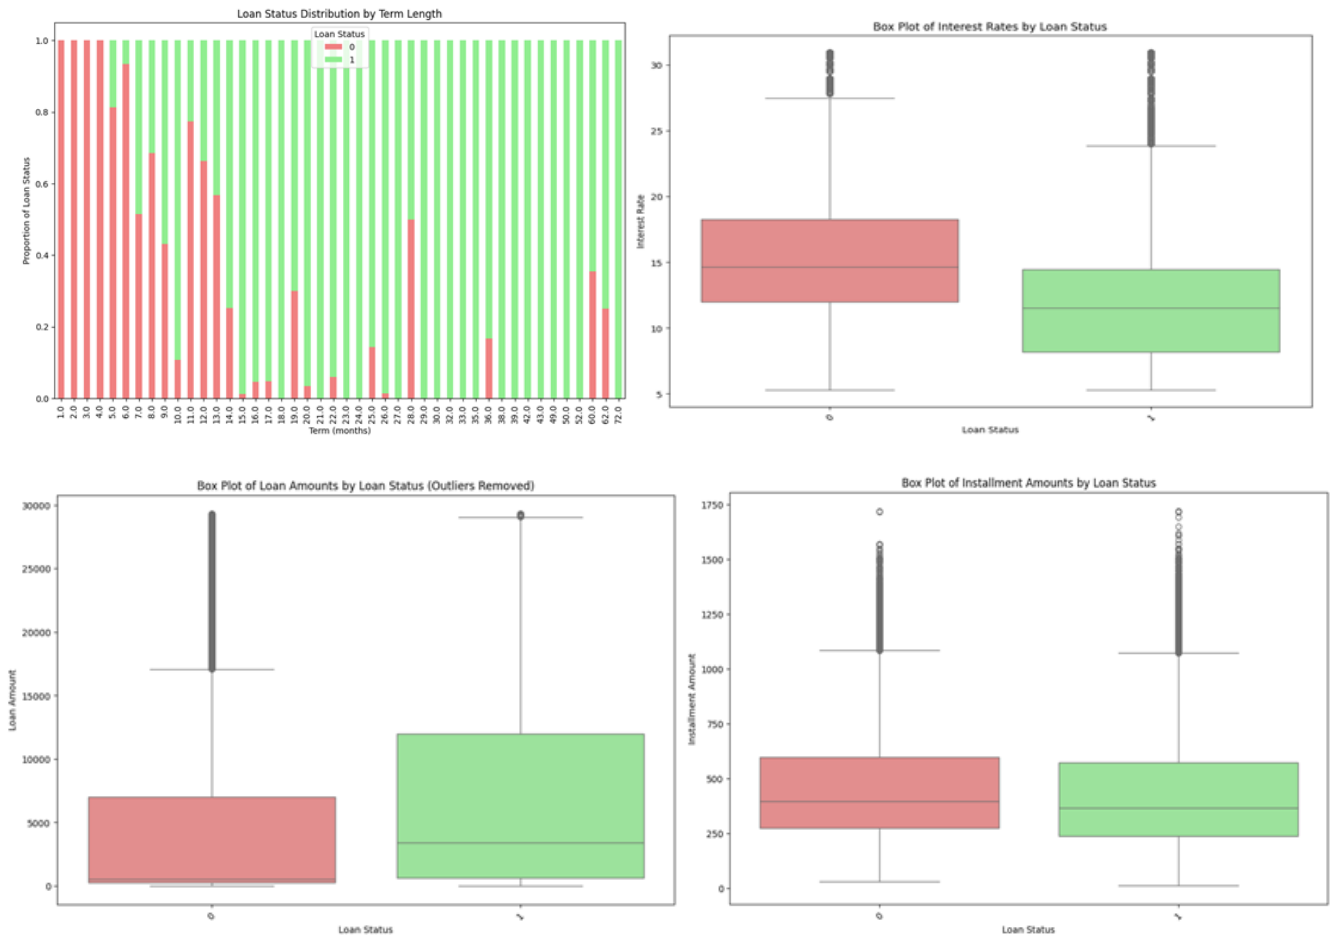 Loan Status Distribution by Term Length
Loan Status
0
1
1.0
0.8
0.6
0.4
0.2
0.0
Proportion of Loan Status
1.0 2.0 3.0 4.0 5.0 6.0 7.0 8.0 9.0 10.0 11.0 12.0 13.0 14.0 15.0 16.0 17.0 18.0 19.0 20.0 21.0 22.0 23.0 24.0 25.0 26.0 27.0 28.0 29.0 30.0 32.0 33.0 35.0 36.0 38.0 39.0 42.0 43.0 49.0 50.0 52.0 60.0 62.0 72.0
Term (months)
Box Plot of Interest Rates by Loan Status
30
25
20
15
10
5
Interest Rate
0 1
Loan Status
Box Plot of Loan Amounts by Loan Status (Outliers Removed)
30000
25000
20000
15000
10000
5000
0
Loan Amount
0 1
Loan Status
Box Plot of Installment Amounts by Loan Status
1750
1500
1250
1000
750
500
250
0
Installment Amount
0 1
Loan Status